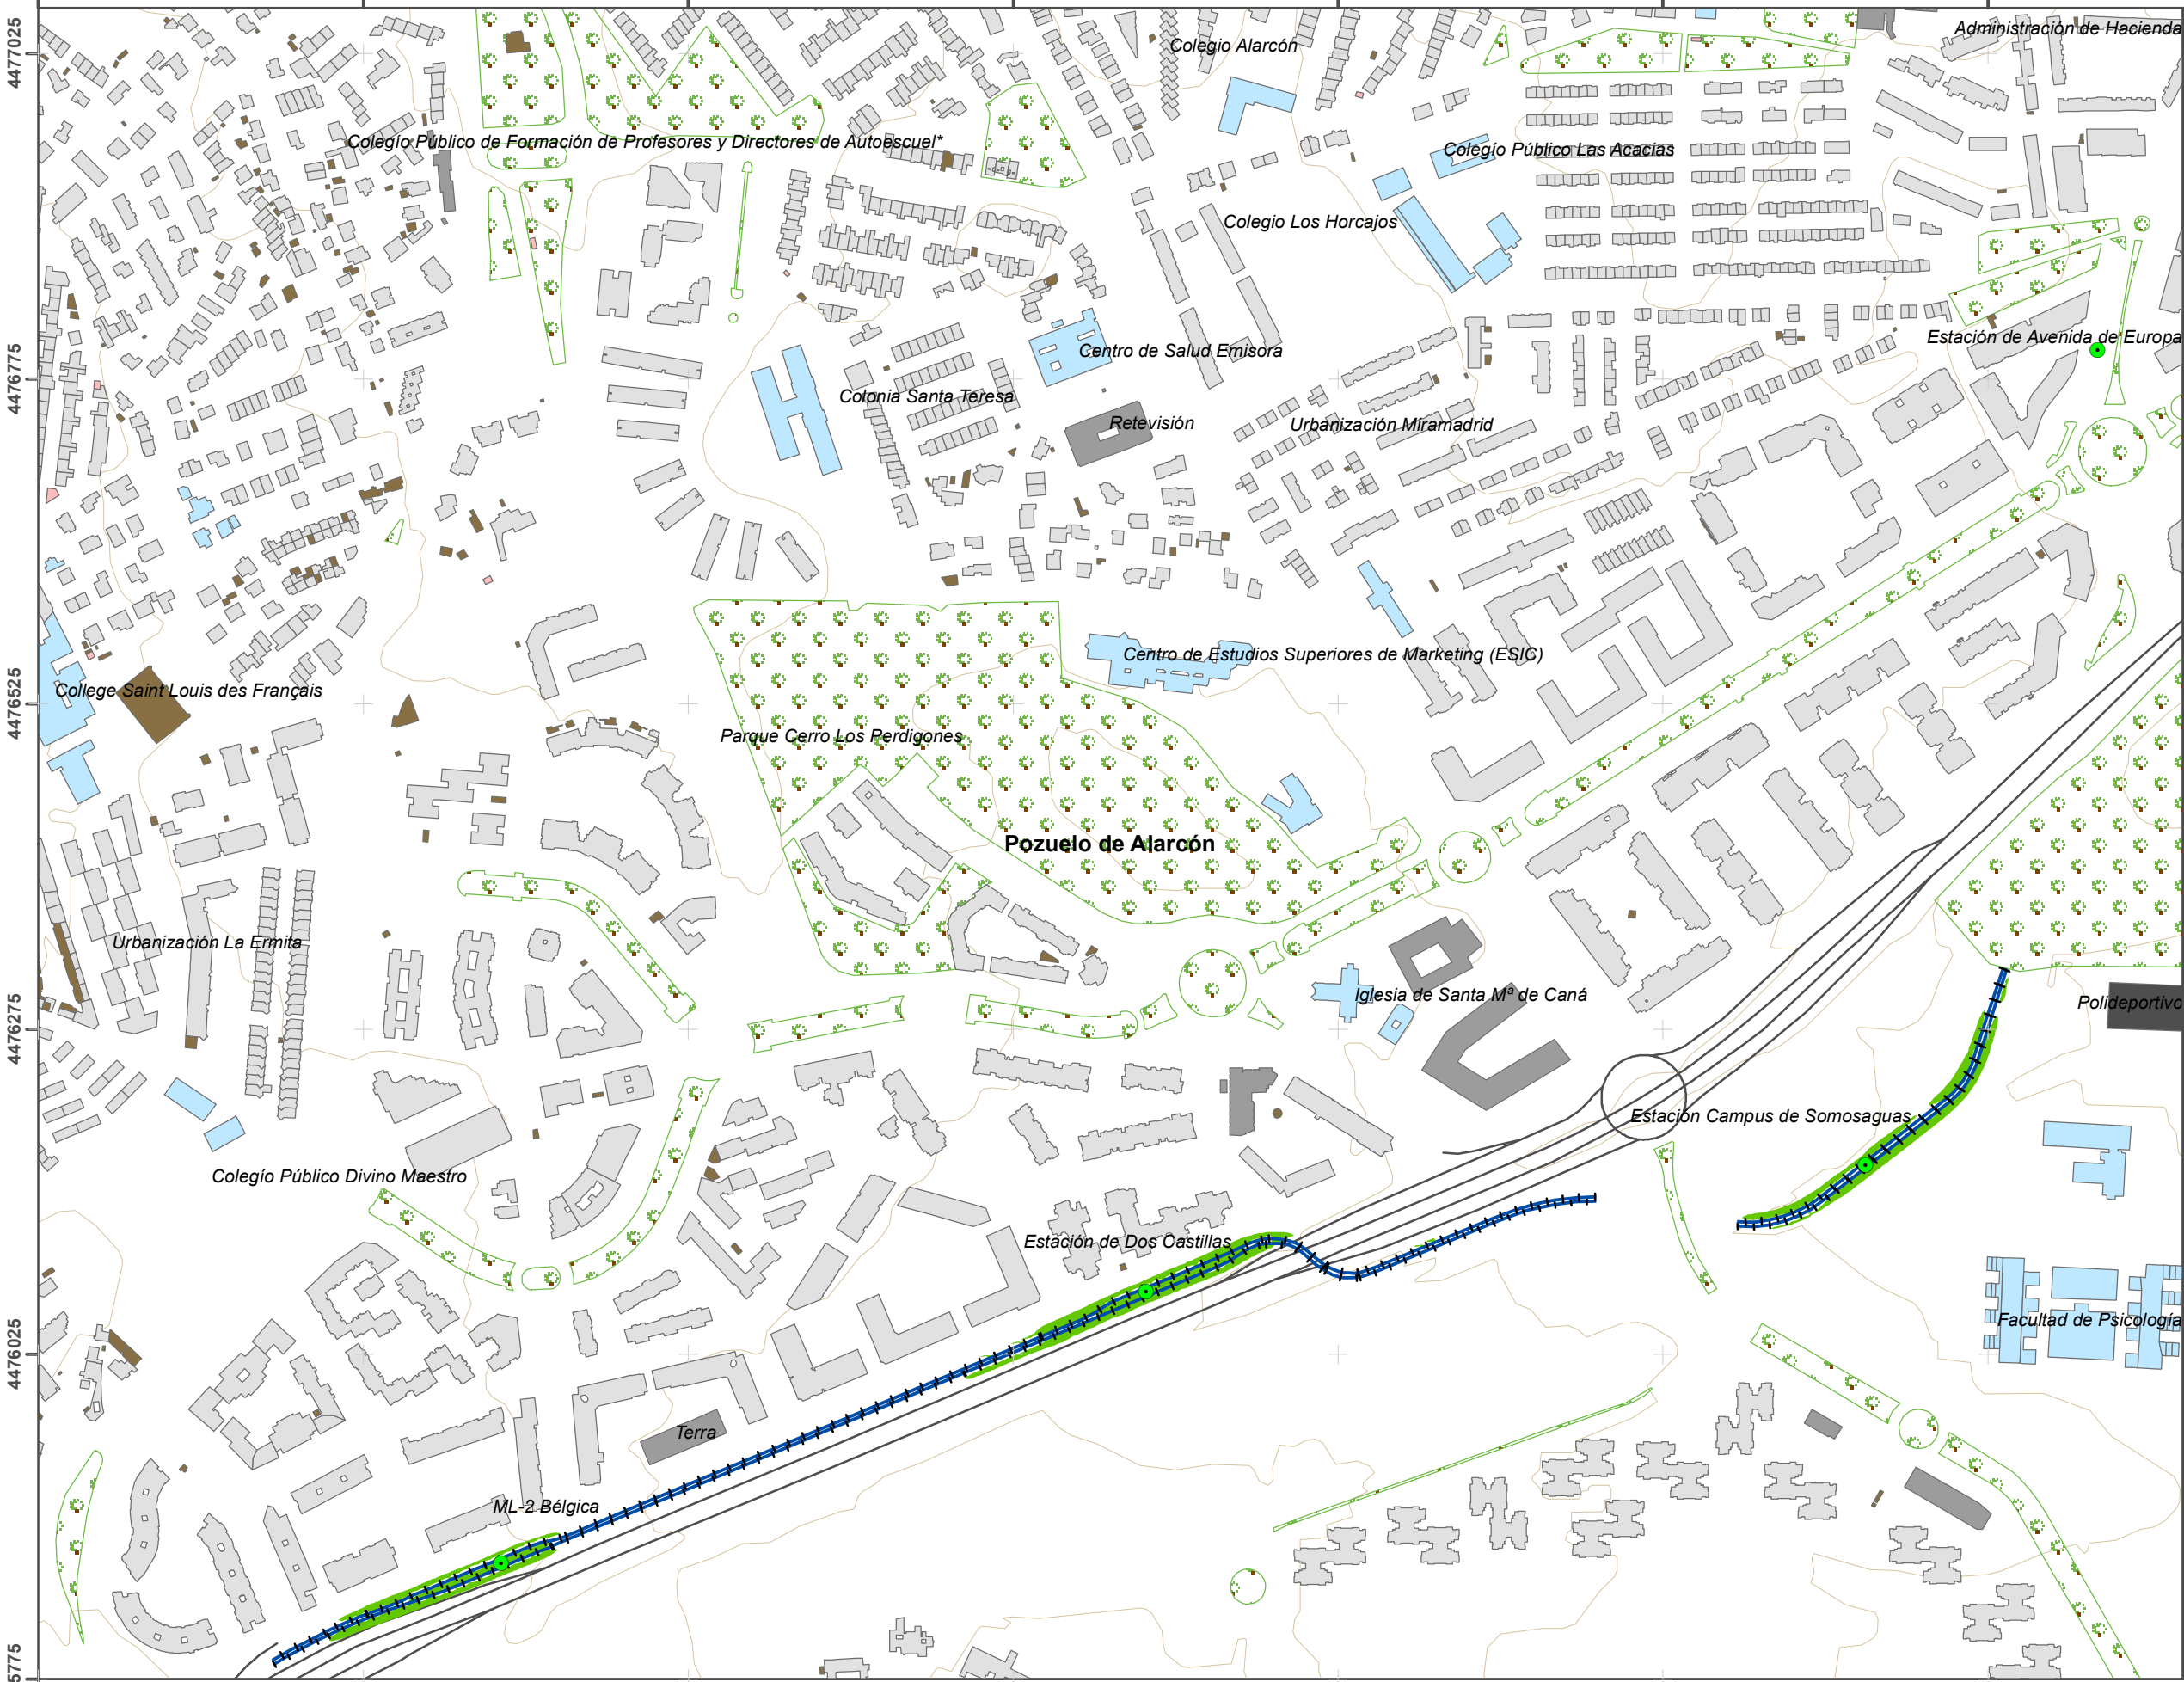 4477025
Administración de Hacienda
Colegio Alarcón
Colegío Público de Formación de Profesores y Directores de Autoescuel*
Colegío Público Las Acacias
Colegio Los Horcajos
Estación de Avenida de Europa
4476775
Centro de Salud Emisora
Colonia Santa Teresa
Retevisión
Urbanización Miramadrid
Centro de Estudios Superiores de Marketing (ESIC)
4476525
College Saint Louis des Français
Parque Cerro Los Perdigones
Pozuelo de Alarcón
Urbanización La Ermita
Iglesia de Santa Mª de Caná
Polideportivo
4476275
Estación Campus de Somosaguas
Colegío Público Divino Maestro
Estación de Dos Castillas
Facultad de Psicología
4476025
Terra
ML-2 Bélgica
5775